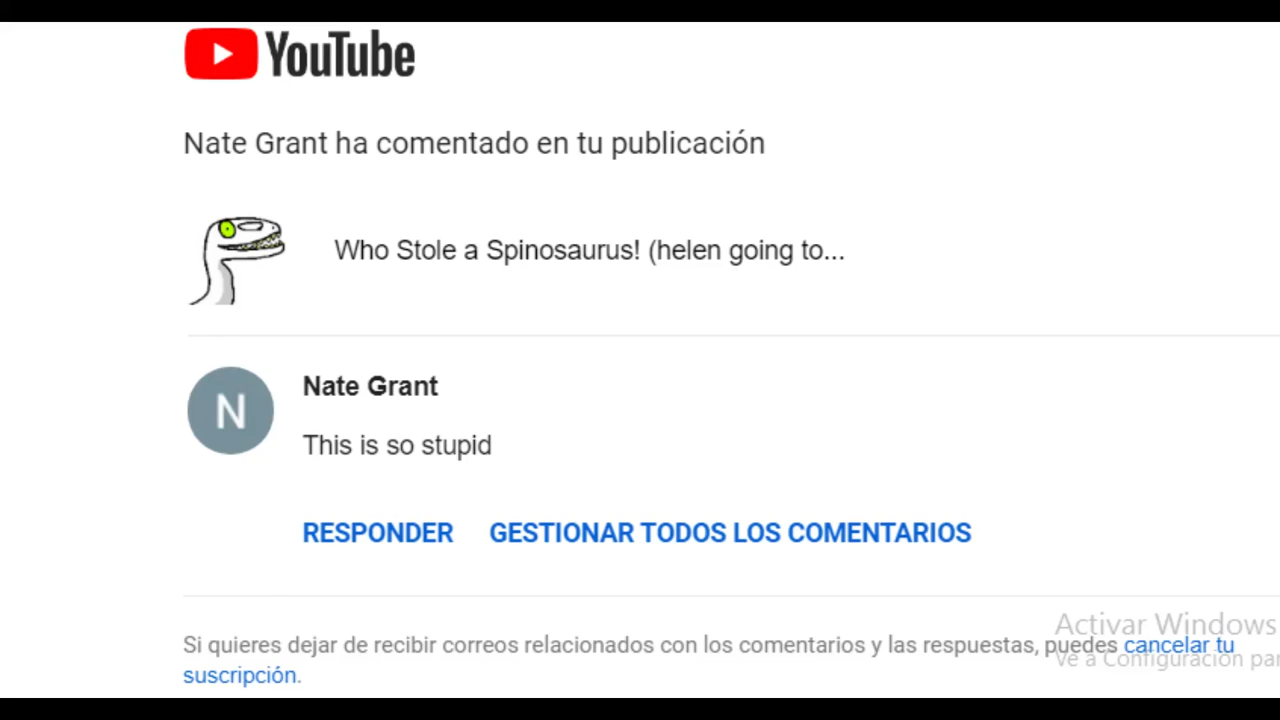 YouTube
Nate Grant ha comentado en tu publicación
Who Stole a Spinosaurus! (helen going to...
N
Nate Grant
This is so stupid
RESPONDER GESTIONAR TODOS LOS COMENTARIOS
Activar Windows
Si quieres dejar de recibir correos relacionados con los comentarios y las respuestas, puedes cancelar tu
Ve a Configuración par
suscripción.